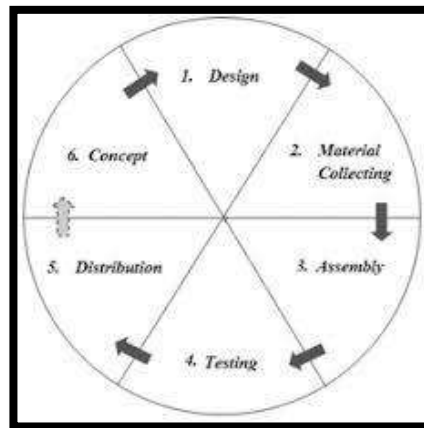 1. Design
2. Material
Collecting
3. Assembly
4. Testing
5. Distribution
6. Concept